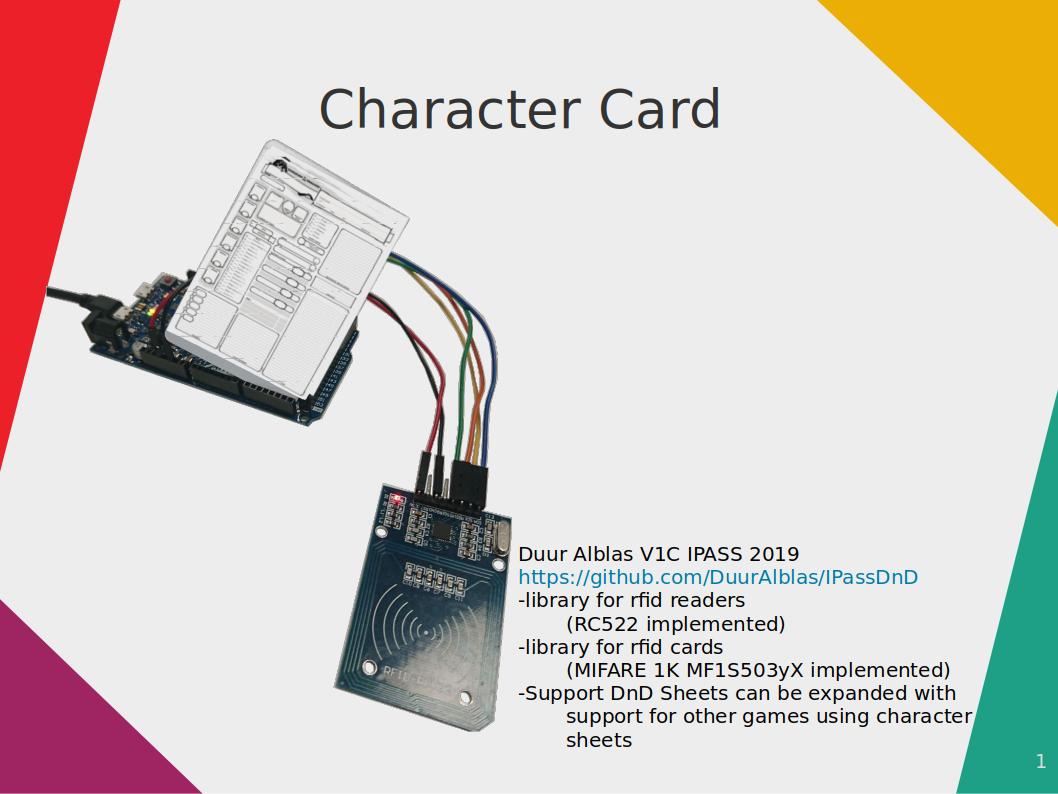 Character Card
Duur Alblas V1C IPASS 2019
https://github.com/DuurAlblas/IPassDnD
-library for rfid readers
(RC522 implemented)
-library for rfid cards
(MIFARE 1K MF1S503yX implemented)
-Support DnD Sheets can be expanded with
support for other games using character
sheets
1